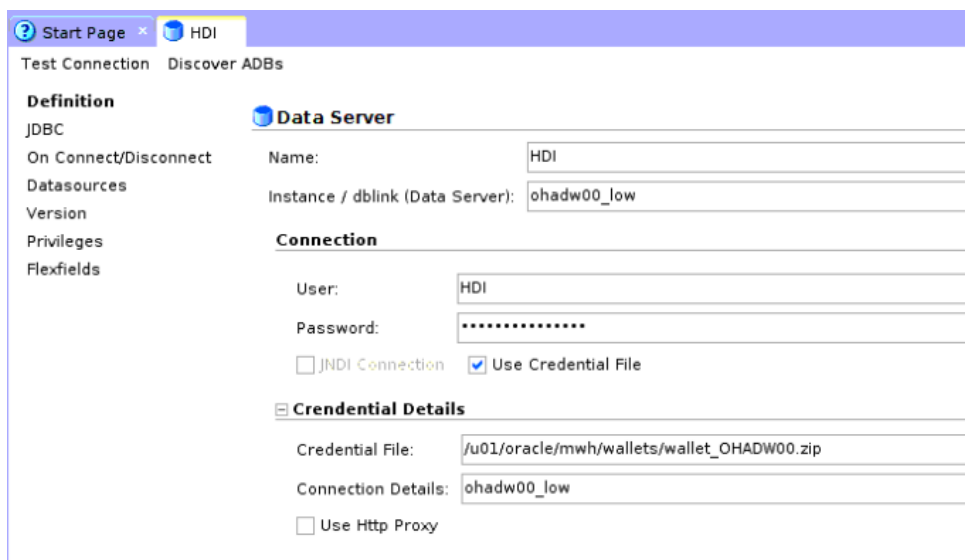 Start Page × HDI
Test Connection Discover ADBs
Definition
JDBC
On Connect/Disconnect
Datasources
Version
Privileges
Flexfields
Data Server
Name: HDI
Instance / dblink (Data Server): ohadw00_low
Connection
User: HDI
Password: •••••••••••••••
JNDI Connection Use Credential File
Crendential Details
Credential File: /u01/oracle/mwh/wallets/wallet_OHADW00.zip
Connection Details: ohadw00_low
Use Http Proxy